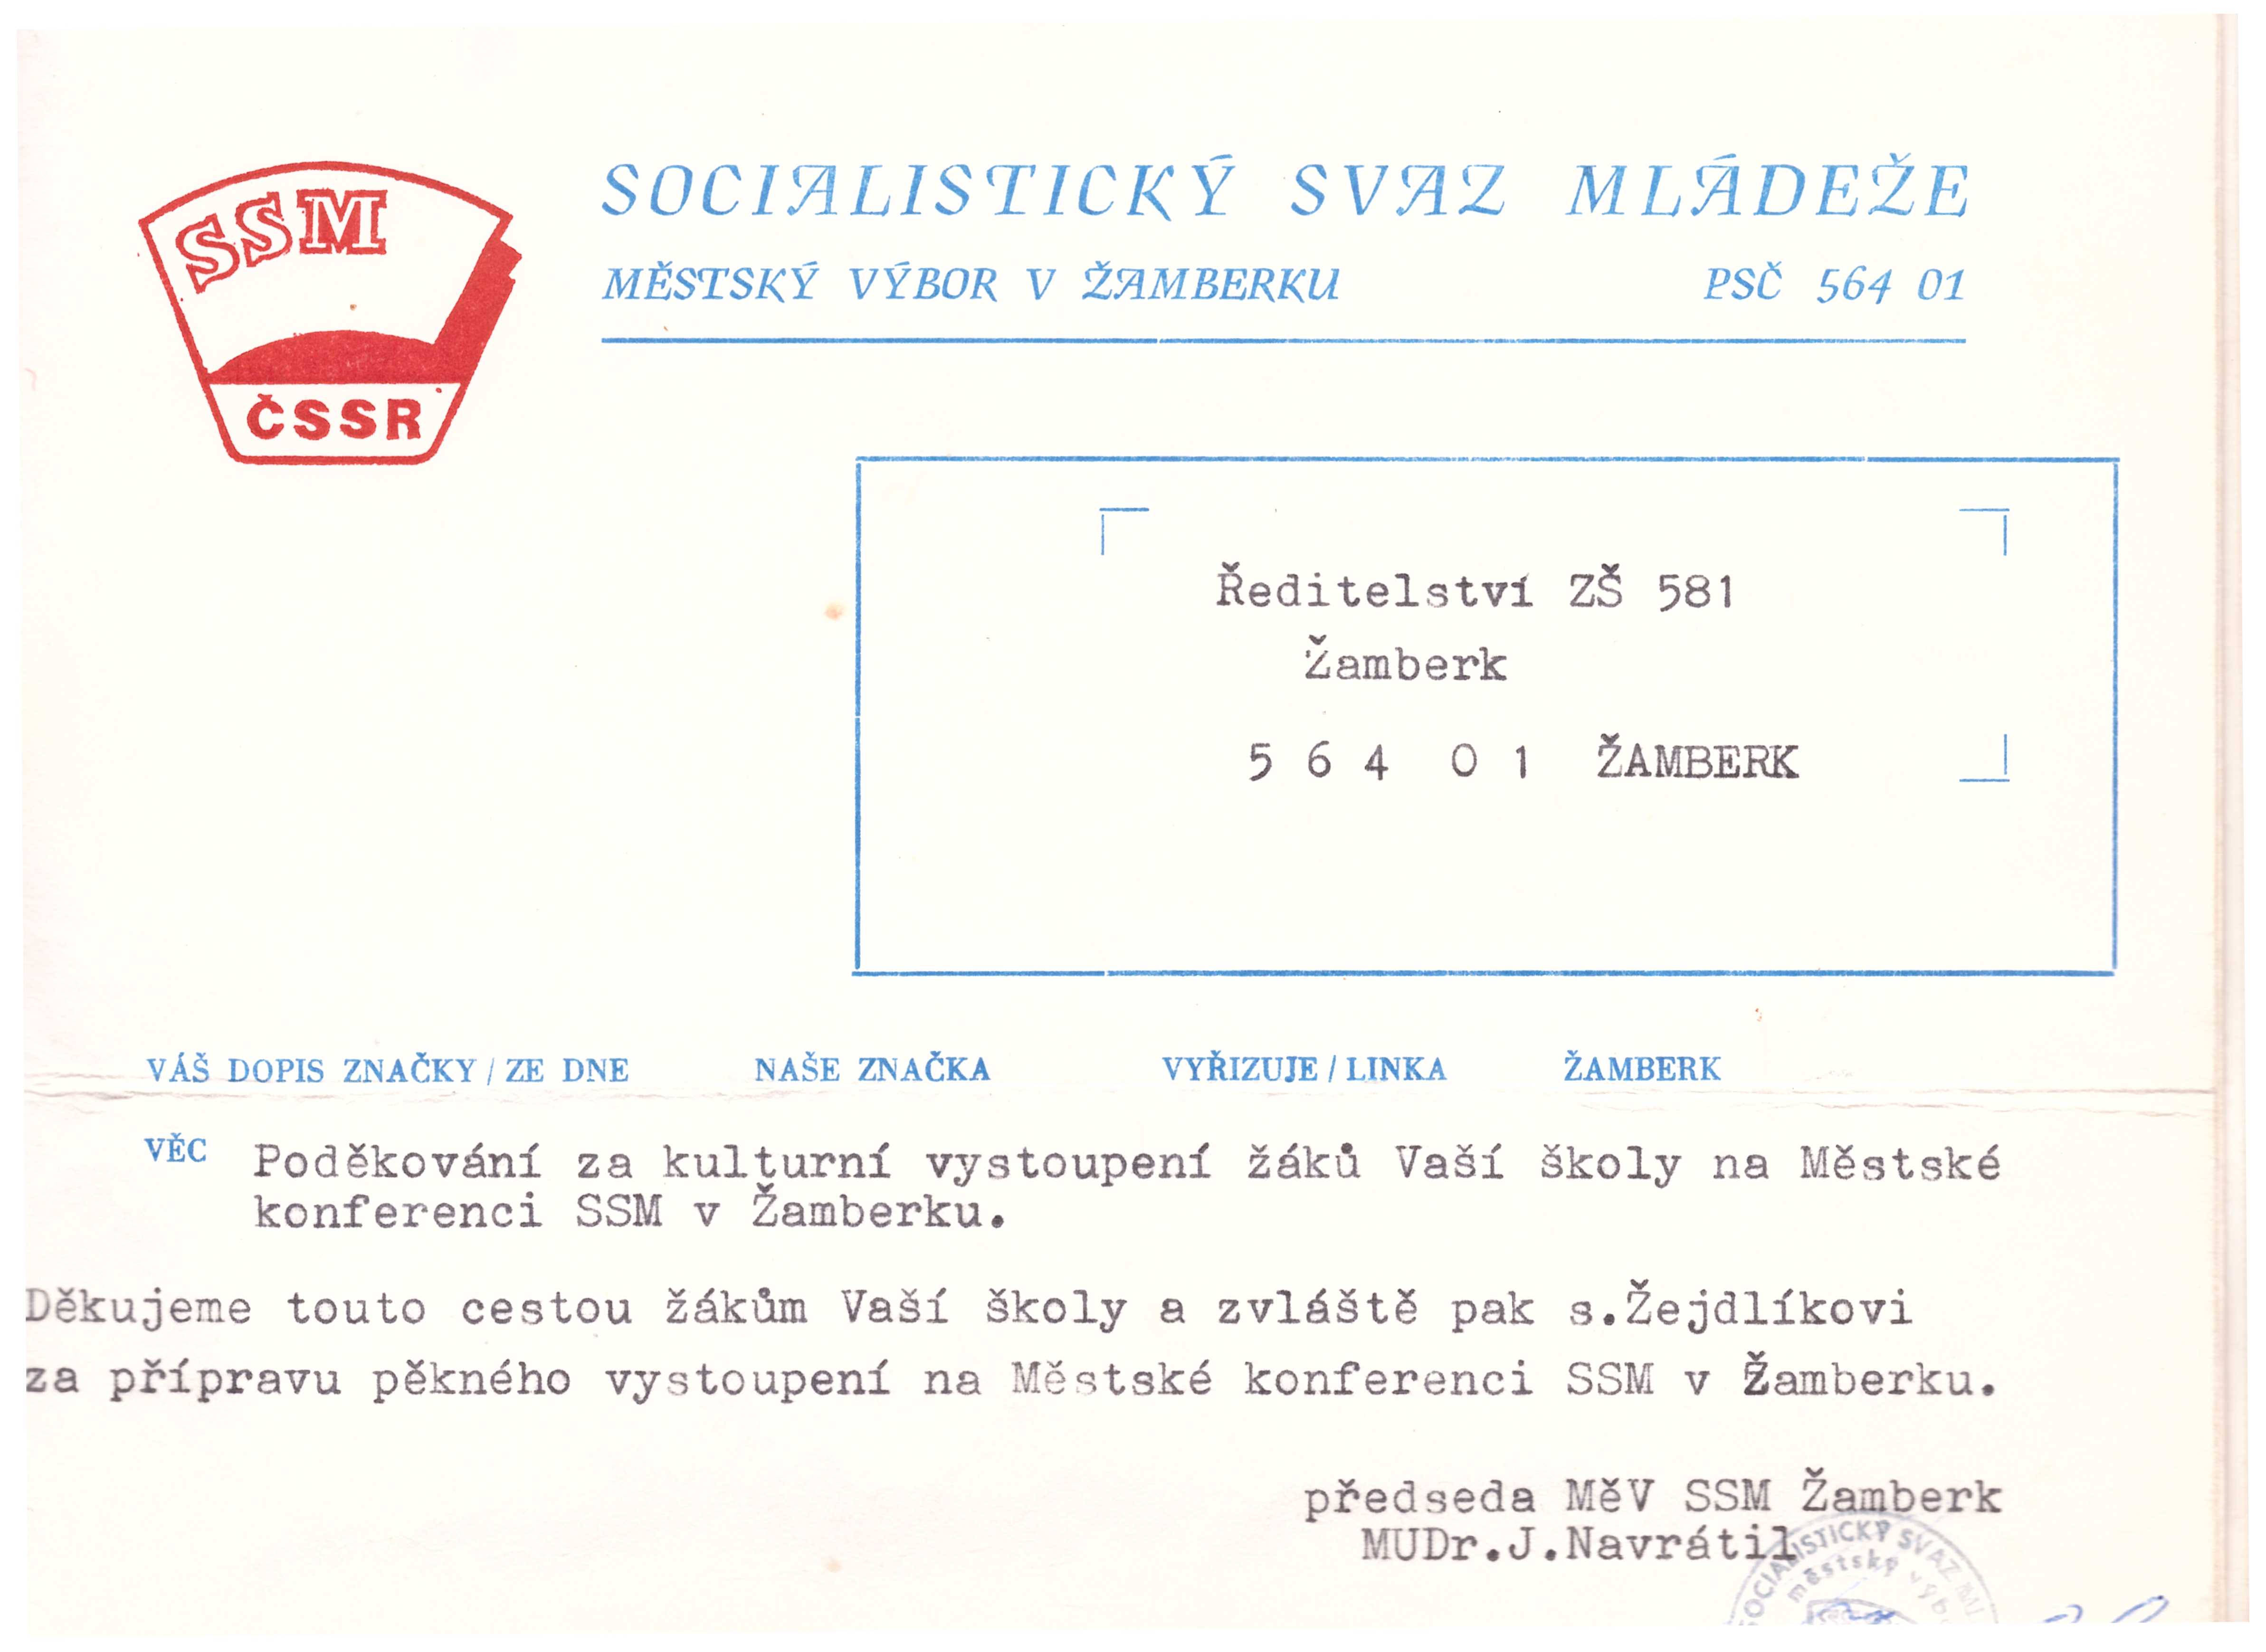 SSM
ČSSR
SOCIALISTICKÝ SVAZ MLÁDEŽE
MĚSTSKÝ VÝBOR V ŽAMBERKU PSČ 564 01
Ředitelství ZŠ 581
Žamberk
5 6 4 0 1 ŽAMBERK
VÁŠ DOPIS ZNAČKY / ZE DNE NAŠE ZNAČKA VYŘIZUJE / LINKA ŽAMBERK
VĚC Poděkování za kulturní vystoupení žáků Vaší školy na Městské
konferenci SSM v Žamberku.
Děkujeme touto cestou žákům Vaší školy a zvláště pak s.Žejdlíkovi
za přípravu pěkného vystoupení na Městské konferenci SSM v Žamberku.
předseda MěV SSM Žamberk
MUDr.J.Navrátil
SOCIALISTICKÝ SVAZ
městský